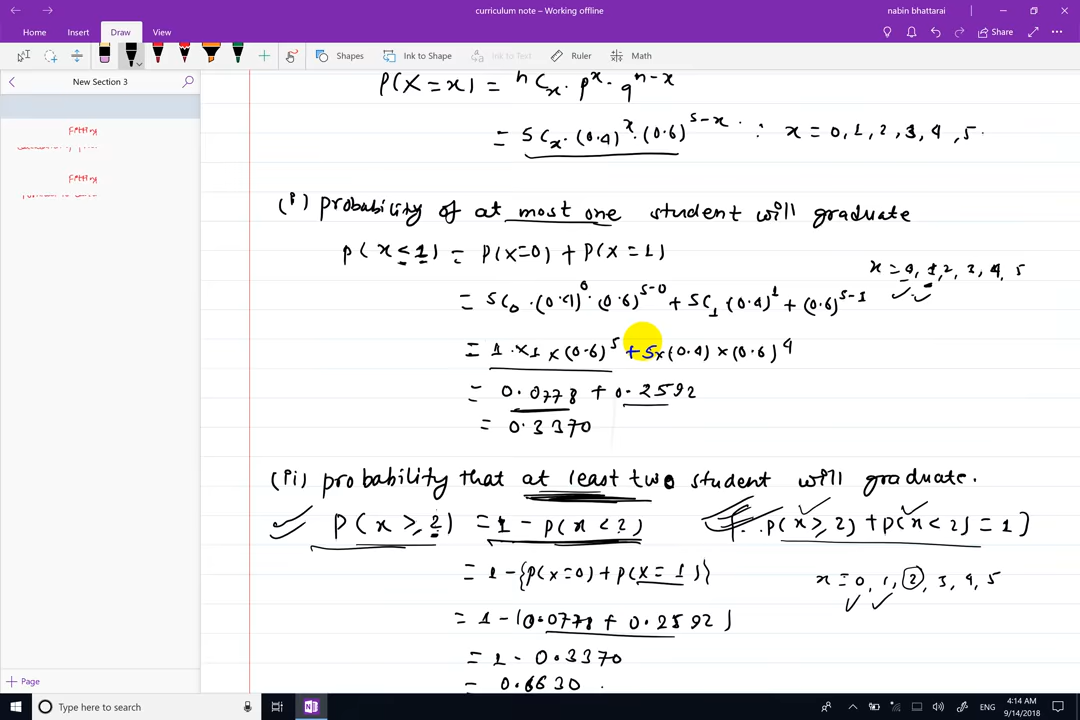 curriculum note – Working offline
nabin bhattarai
Home Insert Draw View
Share
Shapes Ink to Shape Ink to Text Ruler Math
New Section 3
P(X=x) = ⁿCₓ. pˣ. qⁿ⁻ˣ
= 5Cₓ. (0.4)ˣ. (0.6)⁵⁻ˣ. : x = 0, 1, 2, 3, 4, 5.
(i) probability of at most one student will graduate
P( x ≤ 1) = P(X=0) + P(X=1)
x = 0, 1, 2, 3, 4, 5
= 5C₀ . (0.4)⁰. (0.6)⁵⁻⁰ + 5C₁ (0.4)¹ + (0.6)⁵⁻¹
= 1 . x 1 x (0.6)⁵ + 5 x (0.4) x (0.6)⁴
= 0.0778 + 0.2592
= 0.3370
(ii) probability that at least two student will graduate.
P(x ≥ 2) = 1 - P(x < 2) [∵ P(x ≥ 2) + P(x < 2) = 1]
= 1 - {P(X=0) + P(X=1)}
x = 0, 1, 2, 3, 4, 5
= 1 - (0.0778 + 0.2592)
= 1 - 0.3370
= 0.6630 .
Page
Type here to search
ENG
4:14 AM
9/14/2018